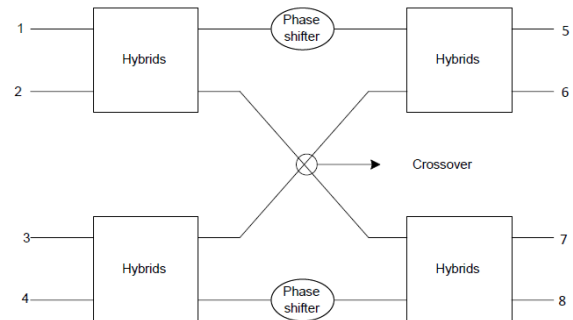 1
Hybrids
Phase
shifter
Hybrids
5
2
6
Crossover
3
Hybrids
Hybrids
7
4
Phase
shifter
8